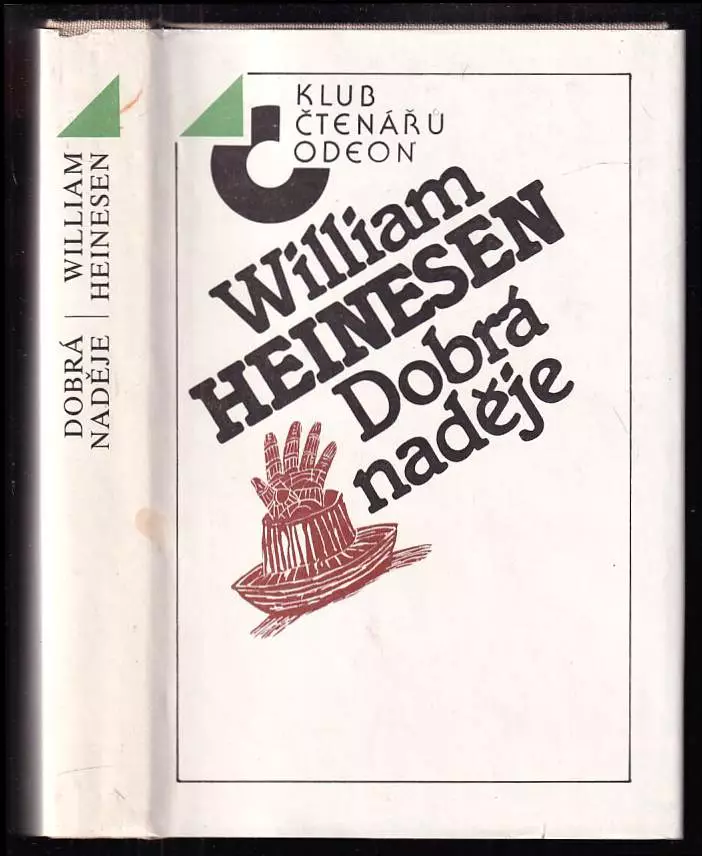 WILLIAM
HEINESEN
DOBRÁ
NADĚJE
KLUB
ČTENÁŘŮ
ODEON
William
HEINESEN
Dobrá
naděje